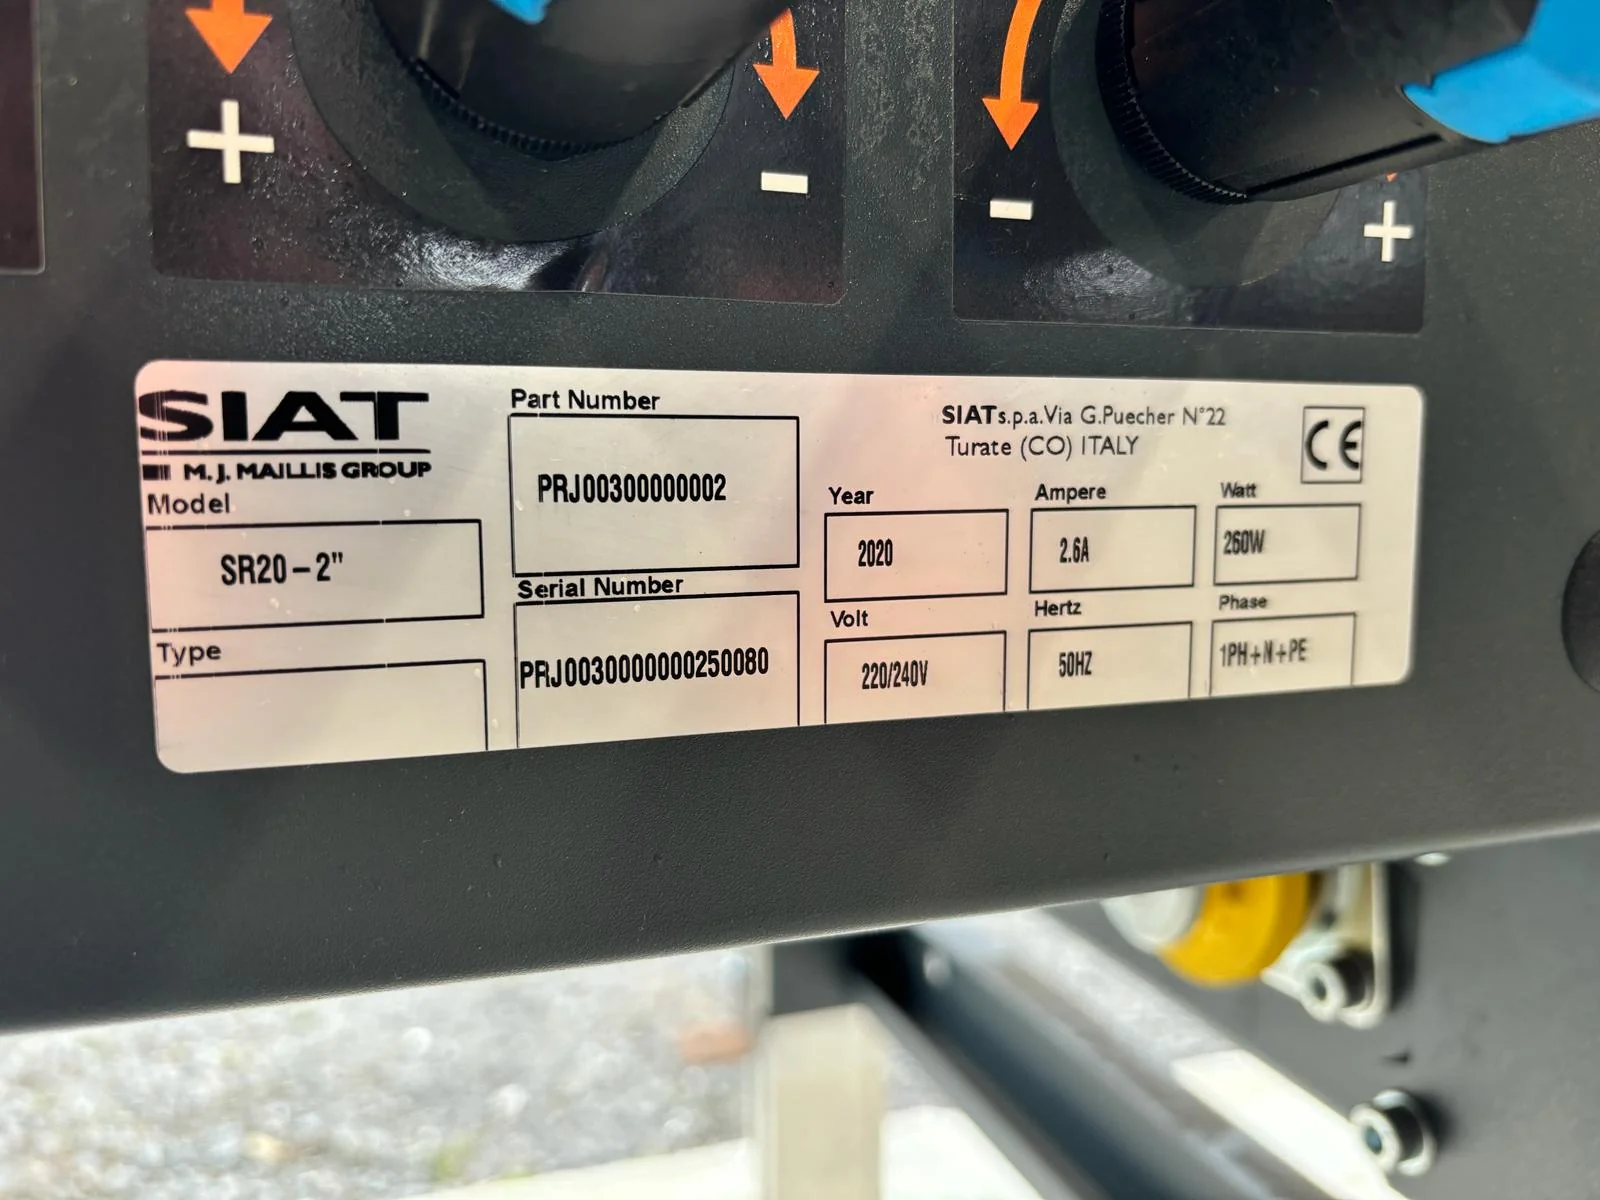 +
-
-
+
SIAT
M.J. MAILLIS GROUP
Model
SR20-2"
Type
Part Number
PRJ00300000002
Serial Number
PRJ0030000000250080
SIAT s.p.a. Via G.Puecher N°22
Turate (CO) ITALY
CE
Year
2020
Ampere
2.6A
Watt
260W
Volt
220/240V
Hertz
50HZ
Phase
1PH+N+PE